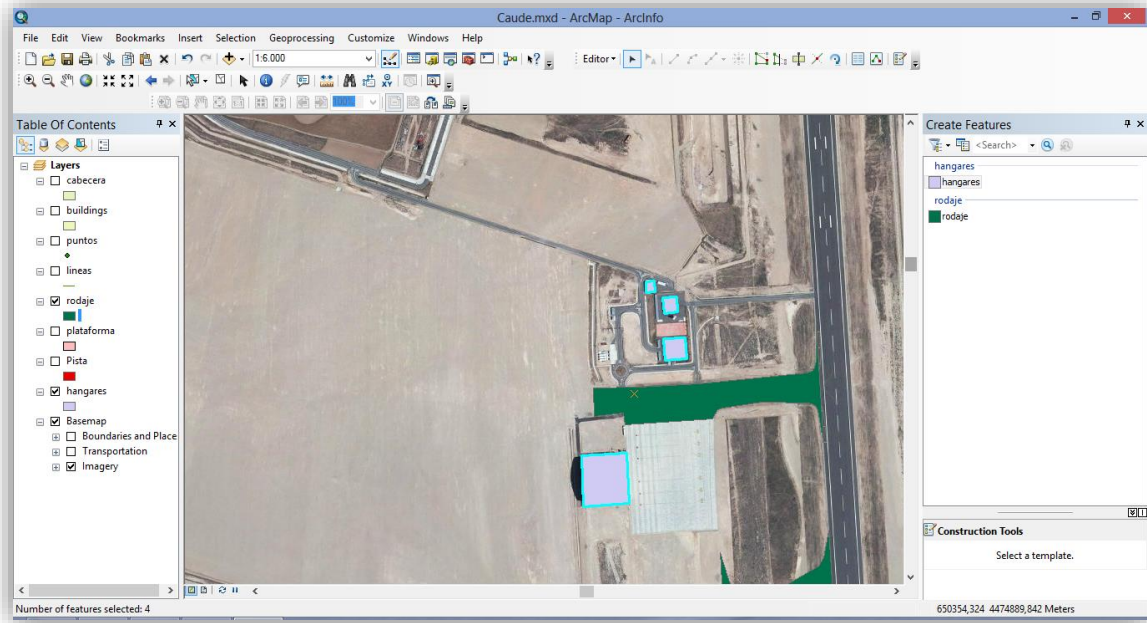 Caude.mxd - ArcMap - ArcInfo
File Edit View Bookmarks Insert Selection Geoprocessing Customize Windows Help
1:6.000
Editor
100%
Table Of Contents
Layers
cabecera
buildings
puntos
lineas
rodaje
plataforma
Pista
hangares
Basemap
Boundaries and Place
Transportation
Imagery
Create Features
<Search>
hangares
hangares
rodaje
rodaje
Construction Tools
Select a template.
Number of features selected: 4
650354,324 4474889,842 Meters